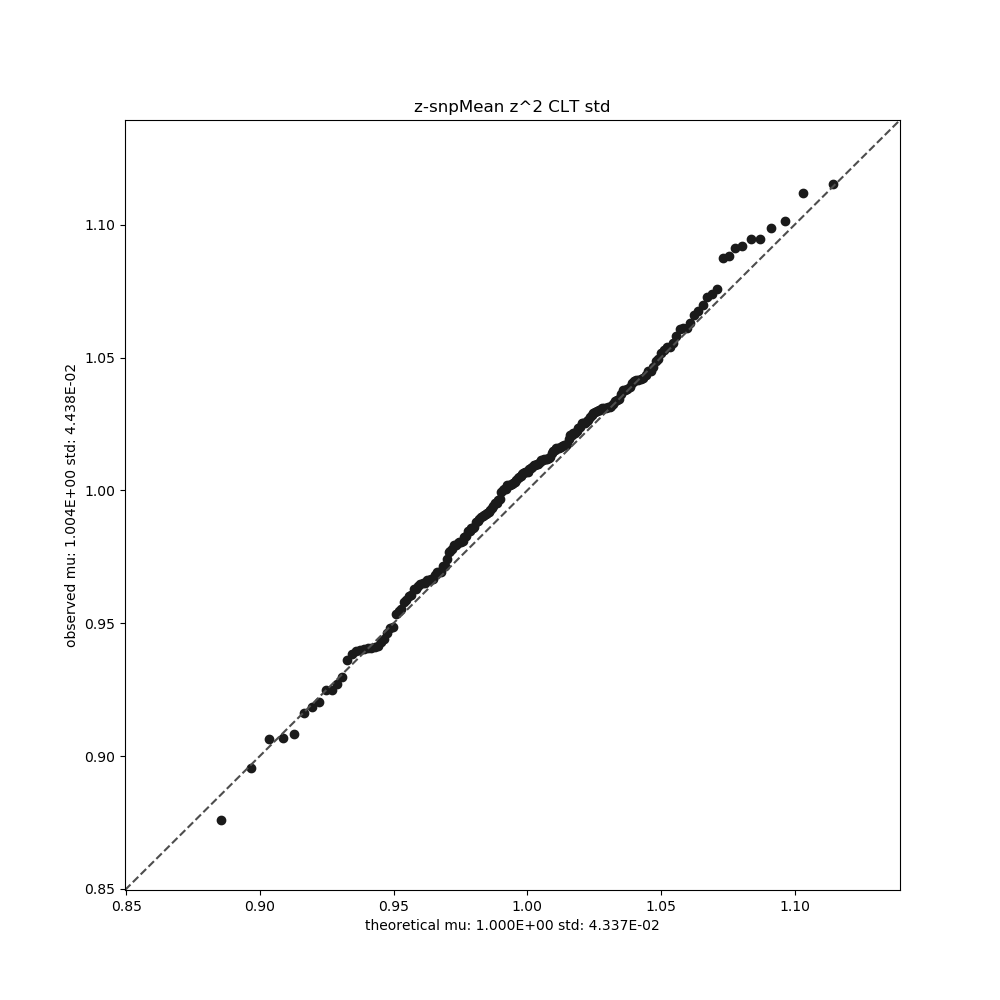 z-snpMean z^2 CLT std
observed mu: 1.004E+00 std: 4.438E-02
1.10
1.05
1.00
0.95
0.90
0.85
0.85 0.90 0.95 1.00 1.05 1.10
theoretical mu: 1.000E+00 std: 4.337E-02